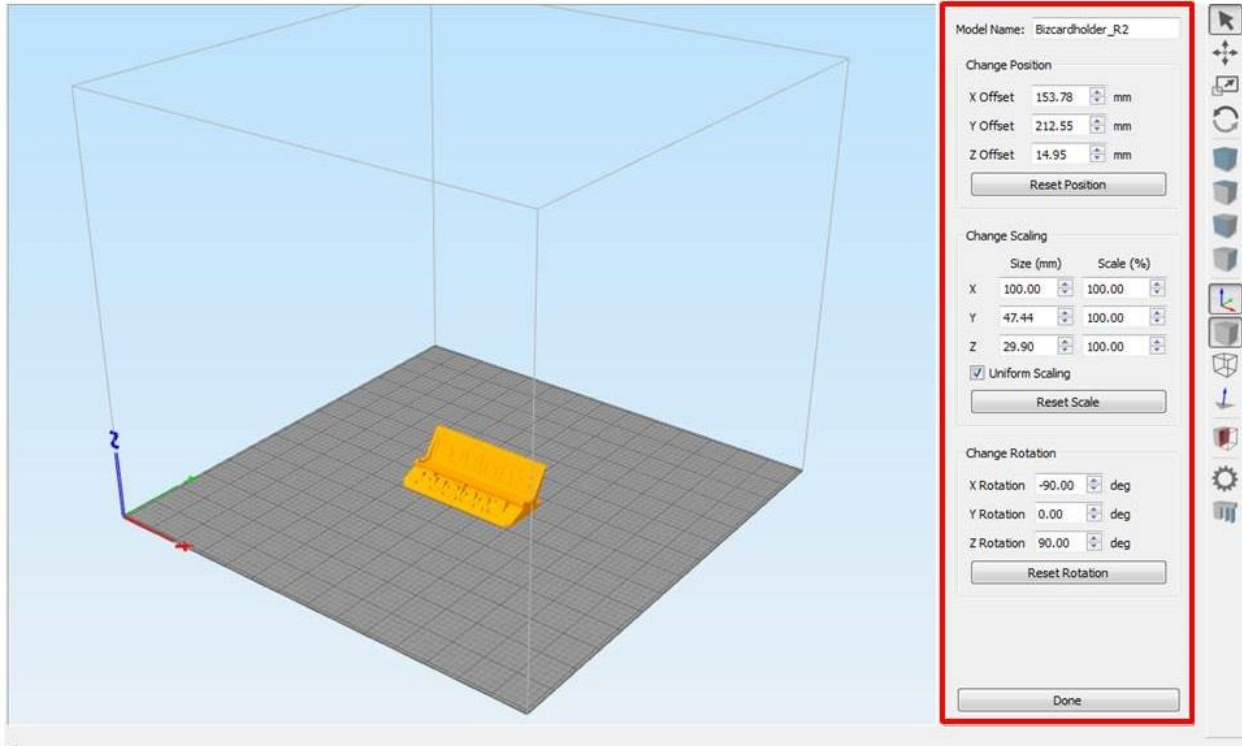 Model Name: Bizcardholder_R2
Change Position
X Offset 153.78 mm
Y Offset 212.55 mm
Z Offset 14.95 mm
Reset Position
Change Scaling
Size (mm) Scale (%)
X 100.00 100.00
Y 47.44 100.00
Z 29.90 100.00
Uniform Scaling
Reset Scale
Change Rotation
X Rotation -90.00 deg
Y Rotation 0.00 deg
Z Rotation 90.00 deg
Reset Rotation
Done